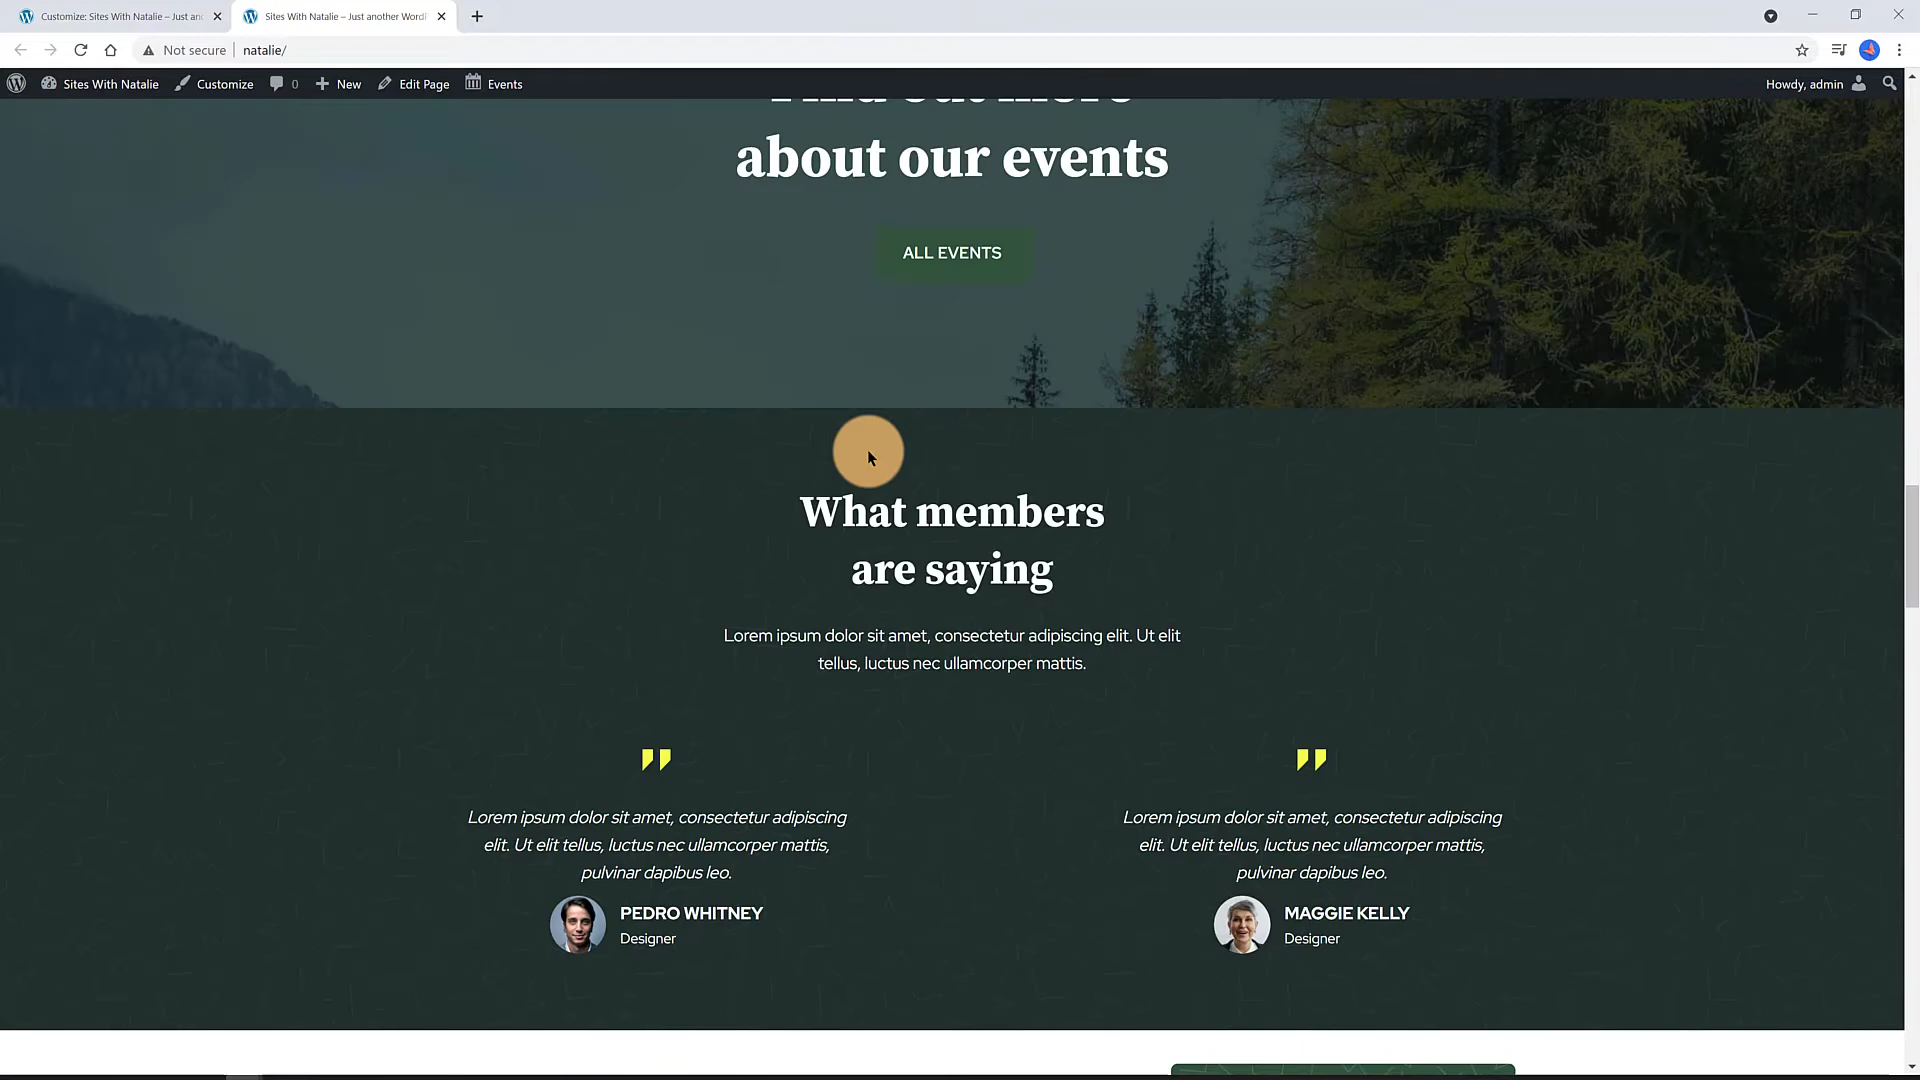 Customize: Sites With Natalie – Just an
Sites With Natalie – Just another Word
Not secure
natalie/
Sites With Natalie
Customize
0
New
Edit Page
Events
Howdy, admin
Find out more
about our events
ALL EVENTS
What members
are saying
Lorem ipsum dolor sit amet, consectetur adipiscing elit. Ut elit
tellus, luctus nec ullamcorper mattis.
Lorem ipsum dolor sit amet, consectetur adipiscing
elit. Ut elit tellus, luctus nec ullamcorper mattis,
pulvinar dapibus leo.
PEDRO WHITNEY
Designer
Lorem ipsum dolor sit amet, consectetur adipiscing
elit. Ut elit tellus, luctus nec ullamcorper mattis,
pulvinar dapibus leo.
MAGGIE KELLY
Designer